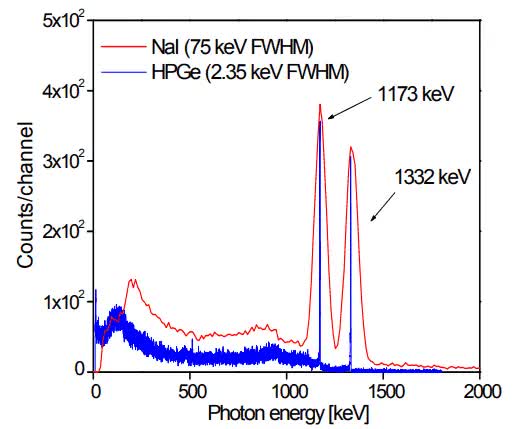 5x10²
4x10²
3x10²
2x10²
1x10²
0
Counts/channel
NaI (75 keV FWHM)
HPGe (2.35 keV FWHM)
1173 keV
1332 keV
0
500
1000
1500
2000
Photon energy [keV]